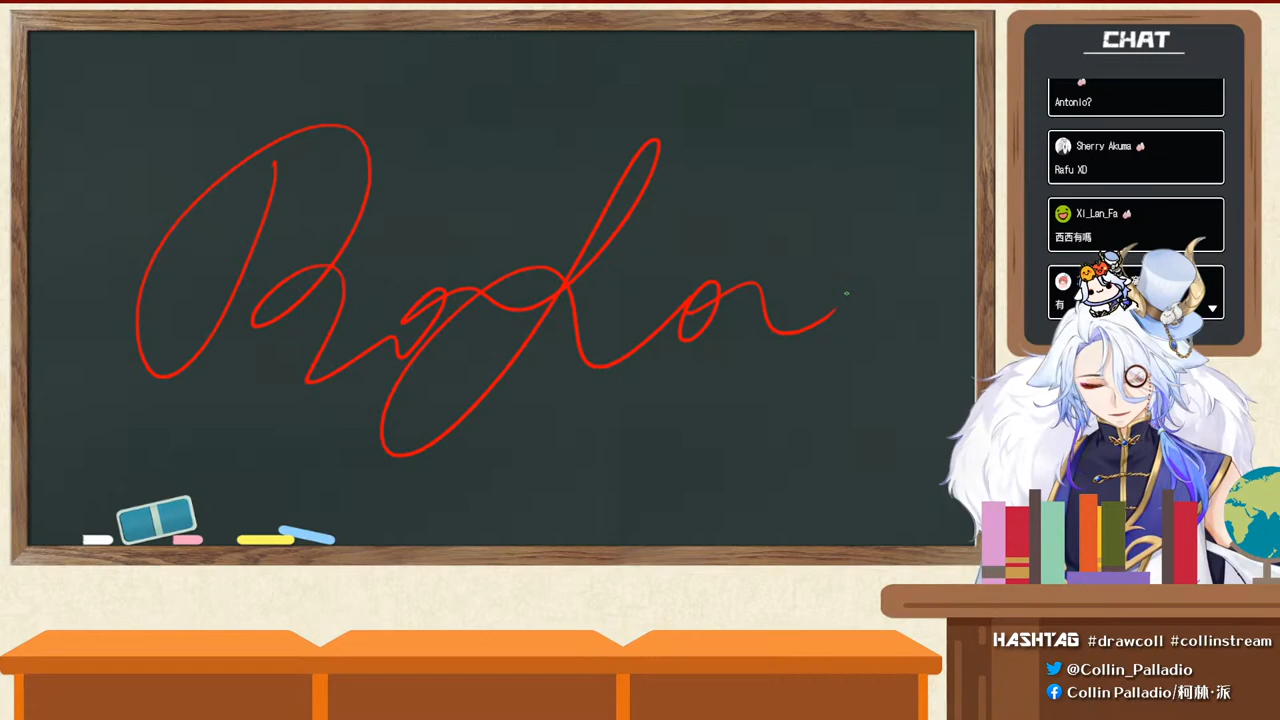 CHAT
Antonio?
Sherry Akuma
Rafu XD
Xi_Lan_Fa
西西有嗎
有
HASHTAG #drawcoll #collinstream
@Collin_Palladio
Collin Palladio/柯林·派